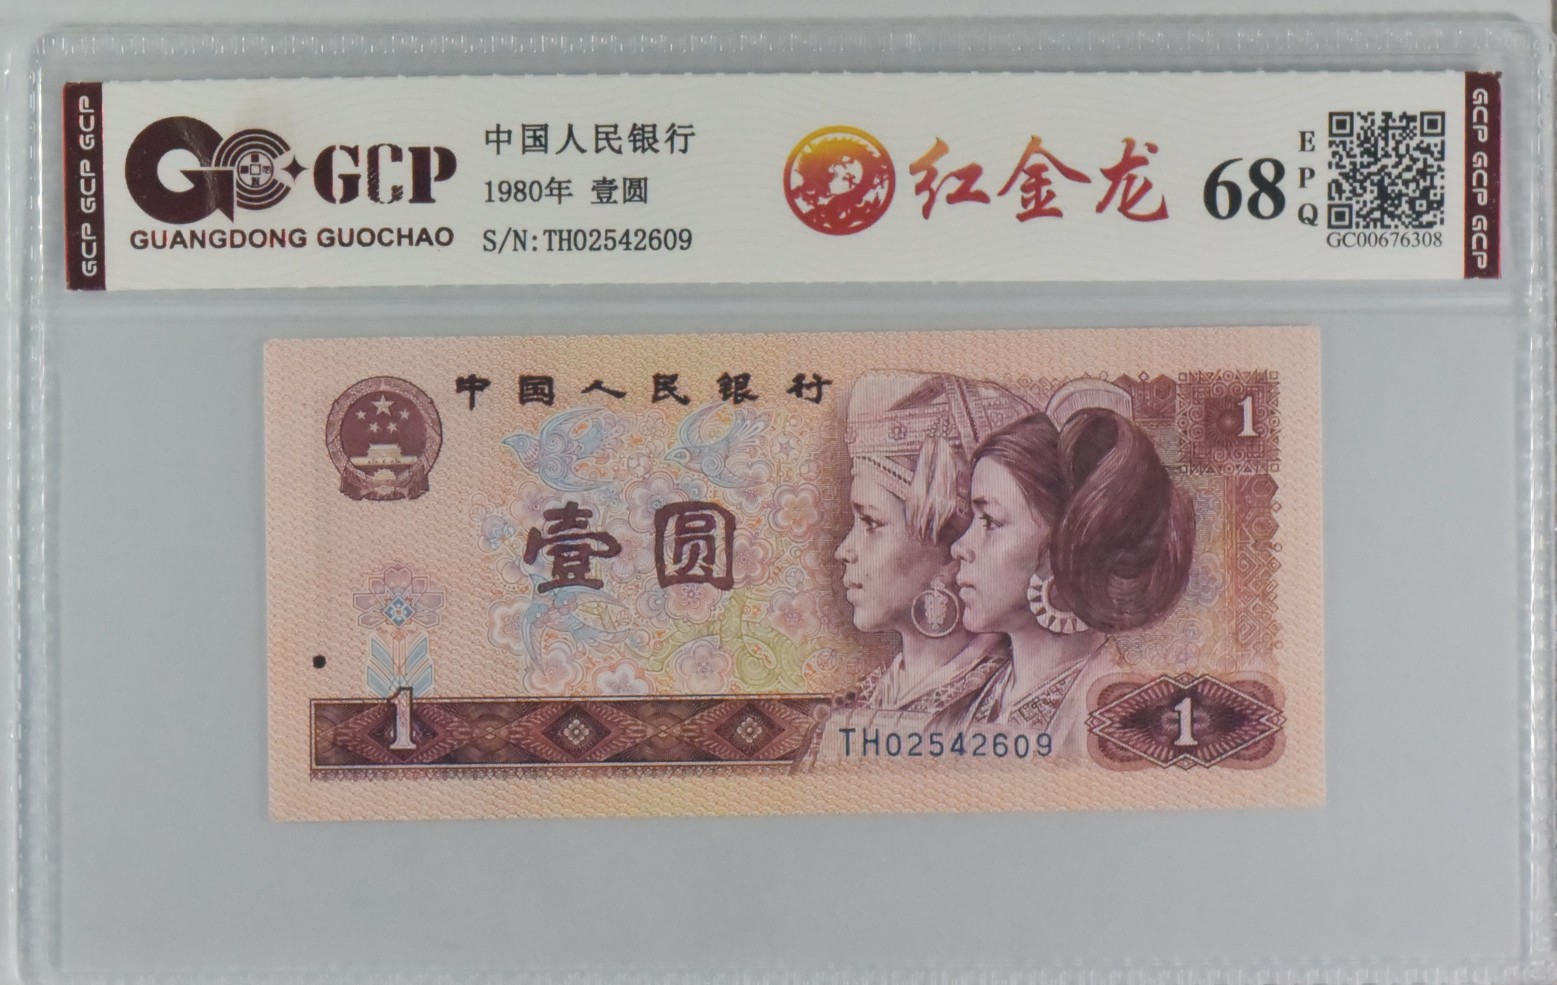 GCP GCP GCP
GCP
GUANGDONG GUOCHAO
中国人民银行
1980年 壹圆
S/N:TH02542609
红金龙
68
EPQ
GC00676308
GCP GCP GCP
中国人民银行
1
壹圆
1
TH02542609
1